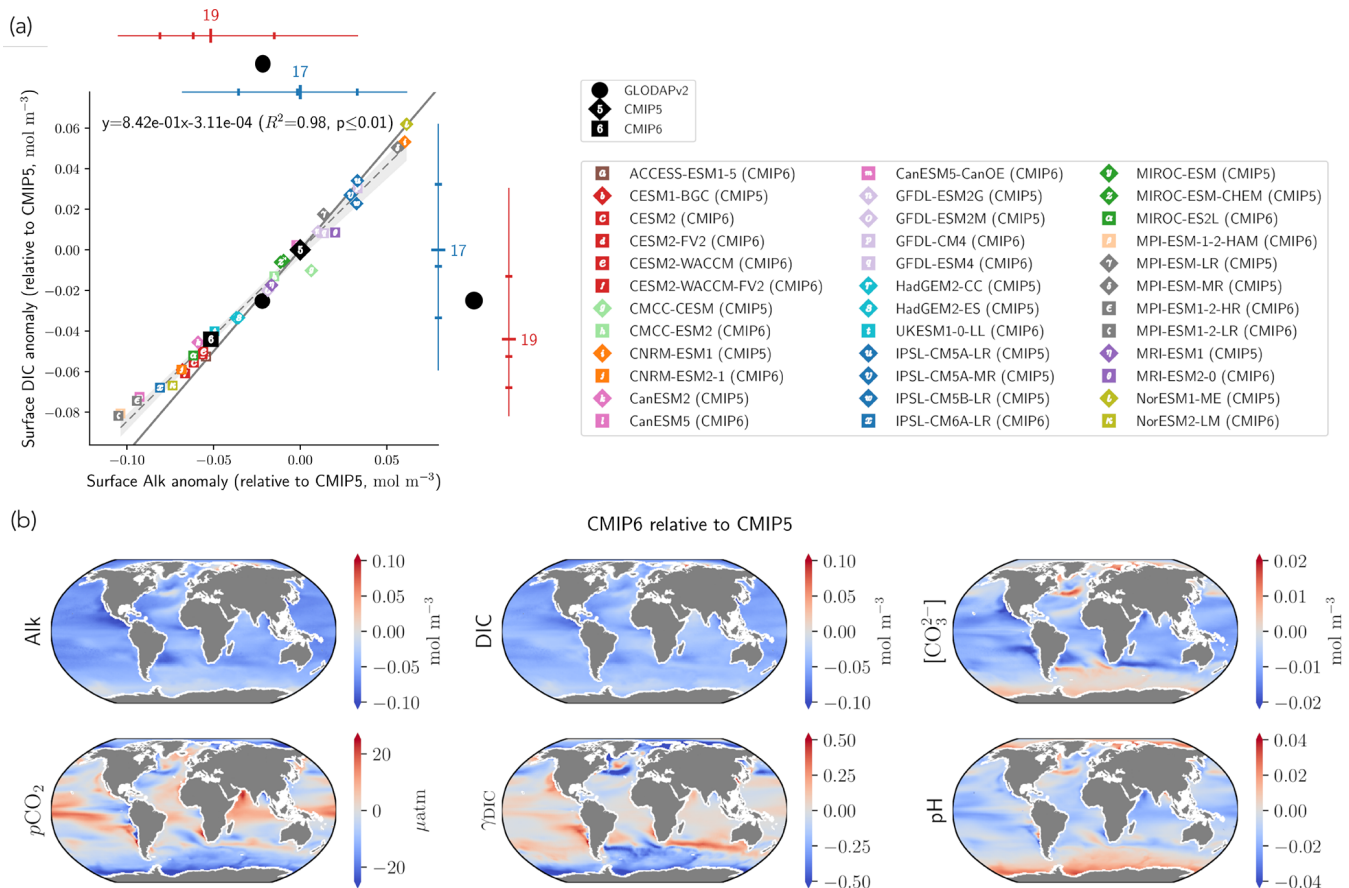 (a)
19
17
y=8.42e-01x-3.11e-04 (R²=0.98, p≤0.01)
Surface DIC anomaly (relative to CMIP5, mol m⁻³)
0.06
0.04
0.02
0.00
−0.02
−0.04
−0.06
−0.08
17
19
−0.10
−0.05
0.00
0.05
Surface Alk anomaly (relative to CMIP5, mol m⁻³)
GLODAPv2
5 CMIP5
6 CMIP6
a ACCESS-ESM1-5 (CMIP6)
b CESM1-BGC (CMIP5)
c CESM2 (CMIP6)
d CESM2-FV2 (CMIP6)
e CESM2-WACCM (CMIP6)
f CESM2-WACCM-FV2 (CMIP6)
g CMCC-CESM (CMIP5)
h CMCC-ESM2 (CMIP6)
i CNRM-ESM1 (CMIP5)
j CNRM-ESM2-1 (CMIP6)
k CanESM2 (CMIP5)
l CanESM5 (CMIP6)
m CanESM5-CanOE (CMIP6)
n GFDL-ESM2G (CMIP5)
o GFDL-ESM2M (CMIP5)
p GFDL-CM4 (CMIP6)
q GFDL-ESM4 (CMIP6)
r HadGEM2-CC (CMIP5)
s HadGEM2-ES (CMIP5)
t UKESM1-0-LL (CMIP6)
u IPSL-CM5A-LR (CMIP5)
v IPSL-CM5A-MR (CMIP5)
w IPSL-CM5B-LR (CMIP5)
x IPSL-CM6A-LR (CMIP6)
y MIROC-ESM (CMIP5)
z MIROC-ESM-CHEM (CMIP5)
α MIROC-ES2L (CMIP6)
β MPI-ESM-1-2-HAM (CMIP6)
γ MPI-ESM-LR (CMIP5)
δ MPI-ESM-MR (CMIP5)
ϵ MPI-ESM1-2-HR (CMIP6)
ζ MPI-ESM1-2-LR (CMIP6)
η MRI-ESM1 (CMIP5)
θ MRI-ESM2-0 (CMIP6)
ι NorESM1-ME (CMIP5)
κ NorESM2-LM (CMIP6)
(b)
CMIP6 relative to CMIP5
Alk
0.10
0.05
0.00
−0.05
−0.10
mol m⁻³
DIC
0.10
0.05
0.00
−0.05
−0.10
mol m⁻³
[CO₃²⁻]
0.02
0.01
0.00
−0.01
−0.02
mol m⁻³
pCO₂
20
0
−20
μatm
γDIC
0.50
0.25
0.00
−0.25
−0.50
pH
0.04
0.02
0.00
−0.02
−0.04